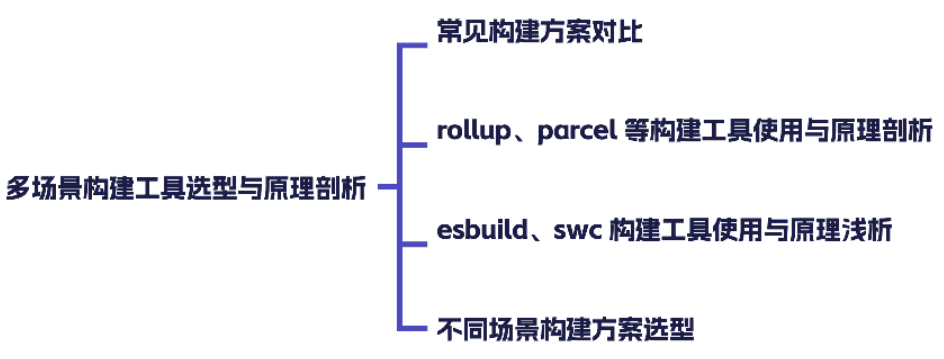 常见构建方案对比
rollup、parcel 等构建工具使用与原理剖析
多场景构建工具选型与原理剖析
esbuild、swc 构建工具使用与原理浅析
不同场景构建方案选型